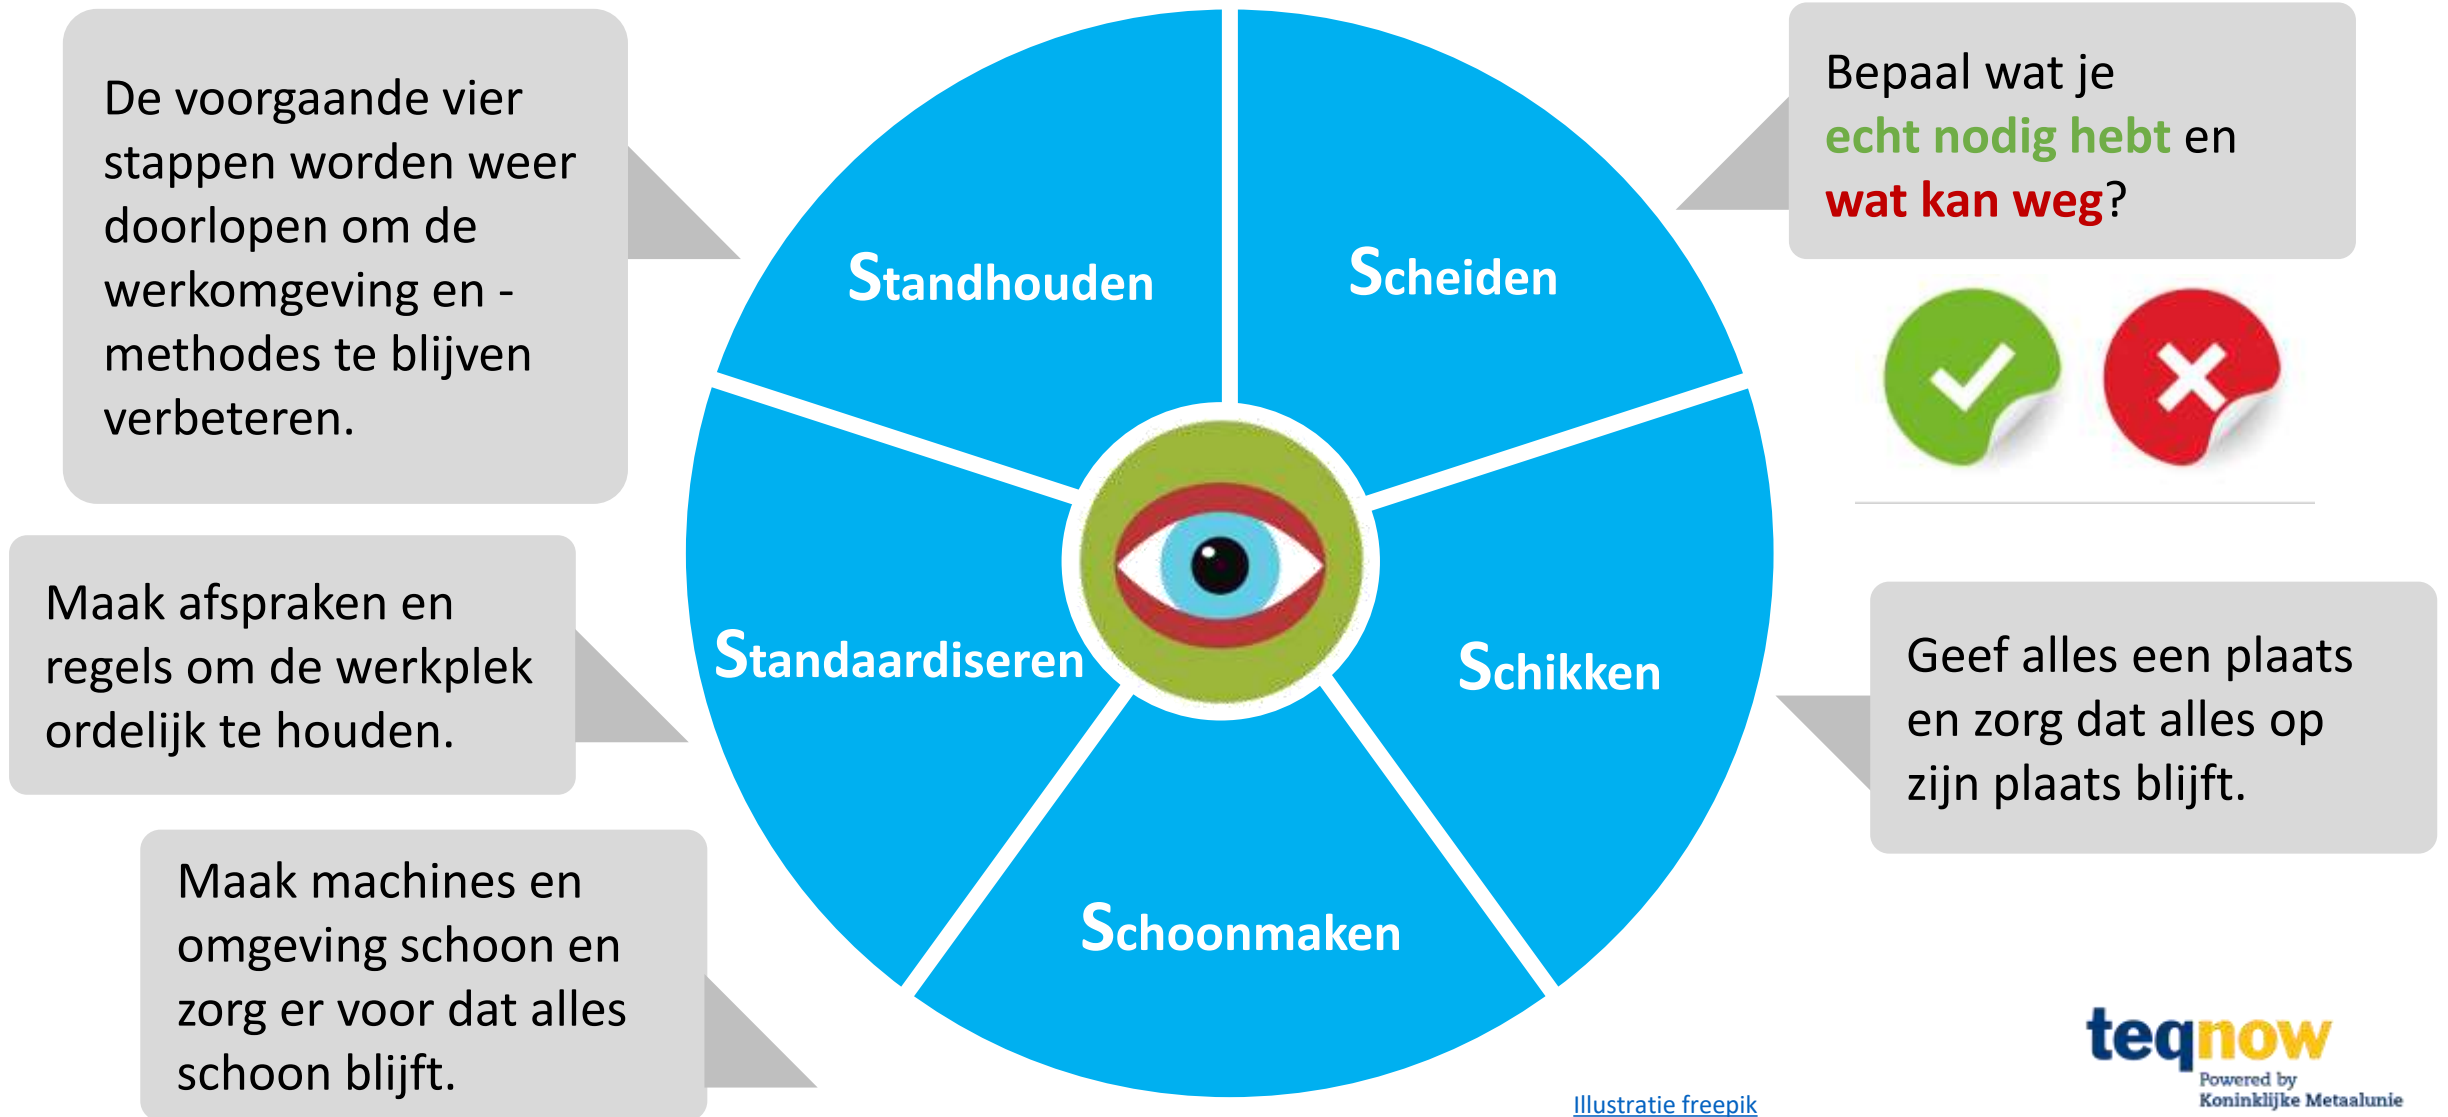 De voorgaande vier
stappen worden weer
doorlopen om de
werkomgeving en -
methodes te blijven
verbeteren.
Bepaal wat je
echt nodig hebt en
wat kan weg?
Standhouden
Scheiden
Maak afspraken en
regels om de werkplek
ordelijk te houden.
Standaardiseren
Schikken
Geef alles een plaats
en zorg dat alles op
zijn plaats blijft.
Maak machines en
omgeving schoon en
zorg er voor dat alles
schoon blijft.
Schoonmaken
Illustratie freepik
teqnow
Powered by
Koninklijke Metaalunie